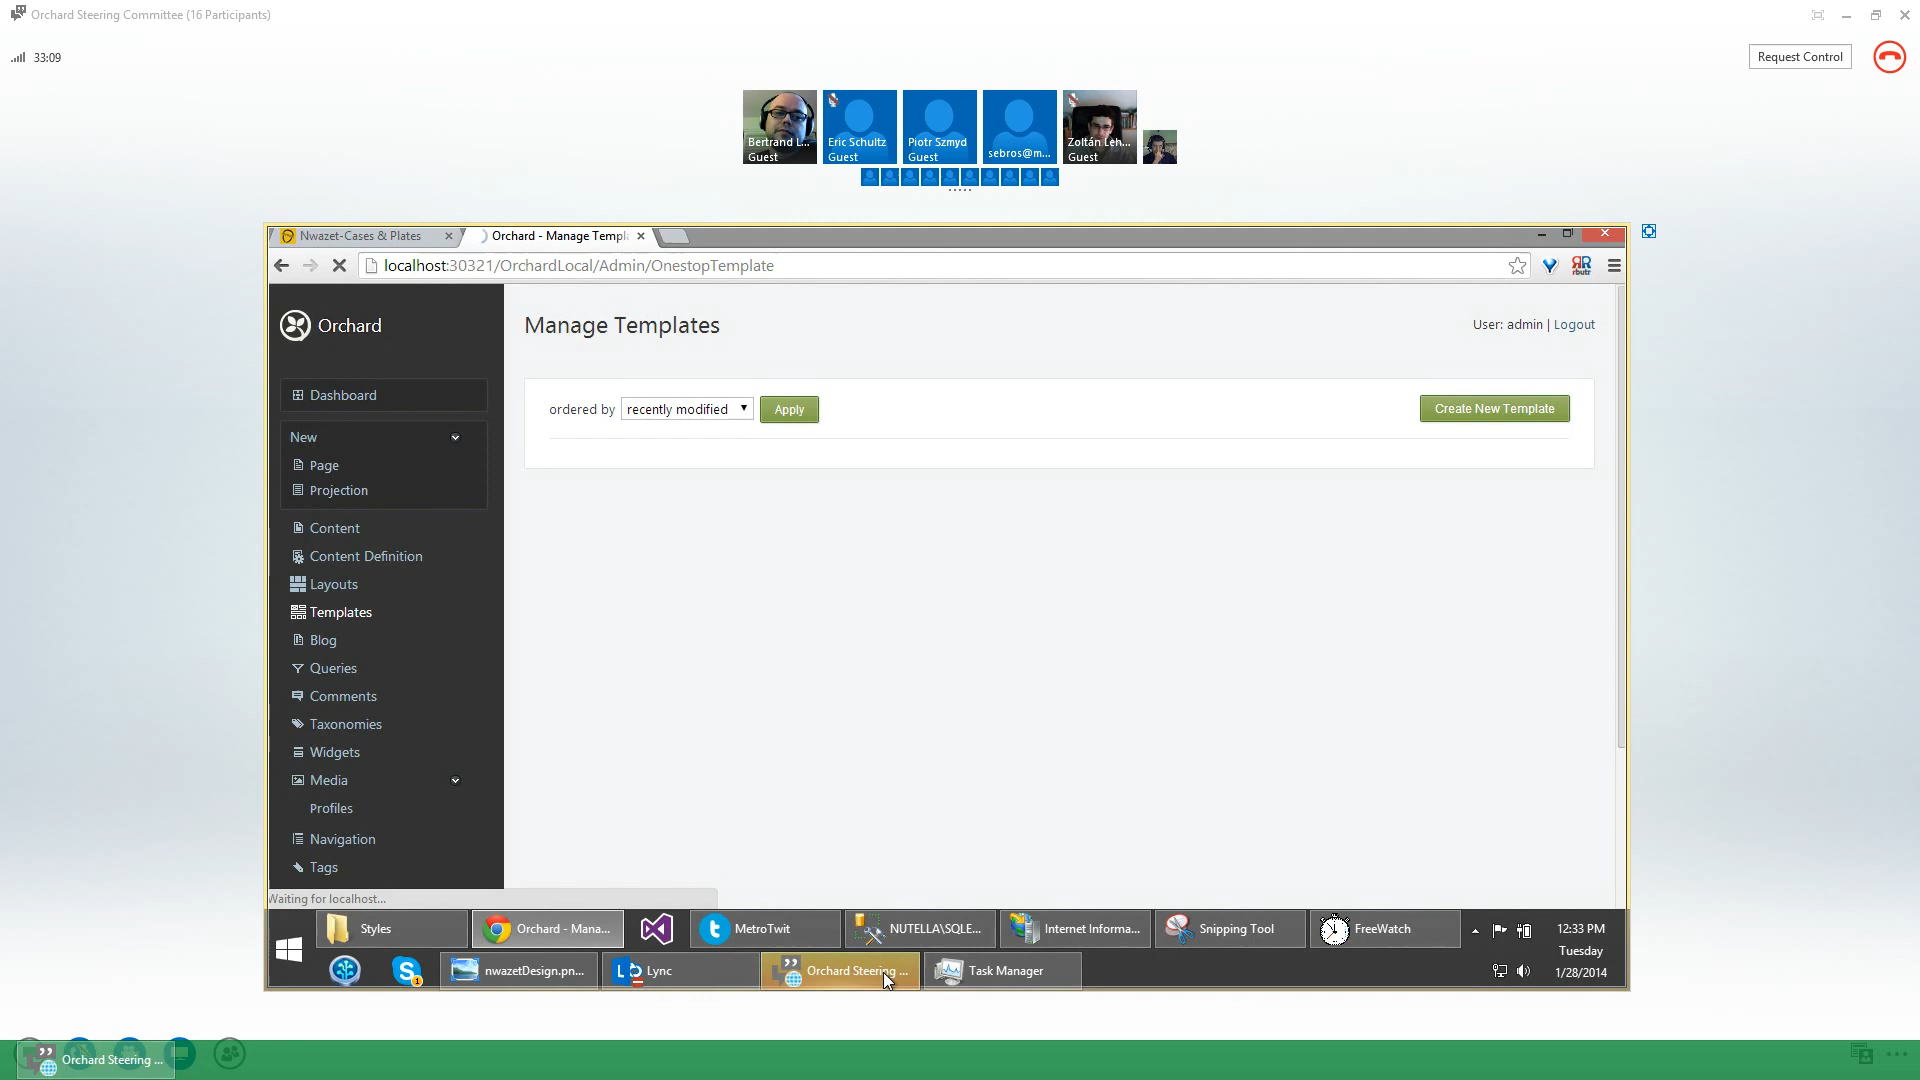 Orchard Steering Committee (16 Participants)
33:09
Request Control
Bertrand L...
Guest
Eric Schultz
Guest
Piotr Szmyd
Guest
sebros@m...
Zoltán Leh...
Guest
Nwazet-Cases & Plates
Orchard - Manage Templ
localhost:30321/OrchardLocal/Admin/OnestopTemplate
rbutr
Orchard
Manage Templates
User: admin | Logout
Dashboard
ordered by
recently modified
Apply
Create New Template
New
Page
Projection
Content
Content Definition
Layouts
Templates
Blog
Queries
Comments
Taxonomies
Widgets
Media
Profiles
Navigation
Tags
Waiting for localhost...
Styles
Orchard - Mana...
MetroTwit
NUTELLA\SQLE...
Internet Informa...
Snipping Tool
FreeWatch
12:33 PM
Tuesday
1/28/2014
1
nwazetDesign.pn...
Lync
Orchard Steering ...
Task Manager
Orchard Steering ...